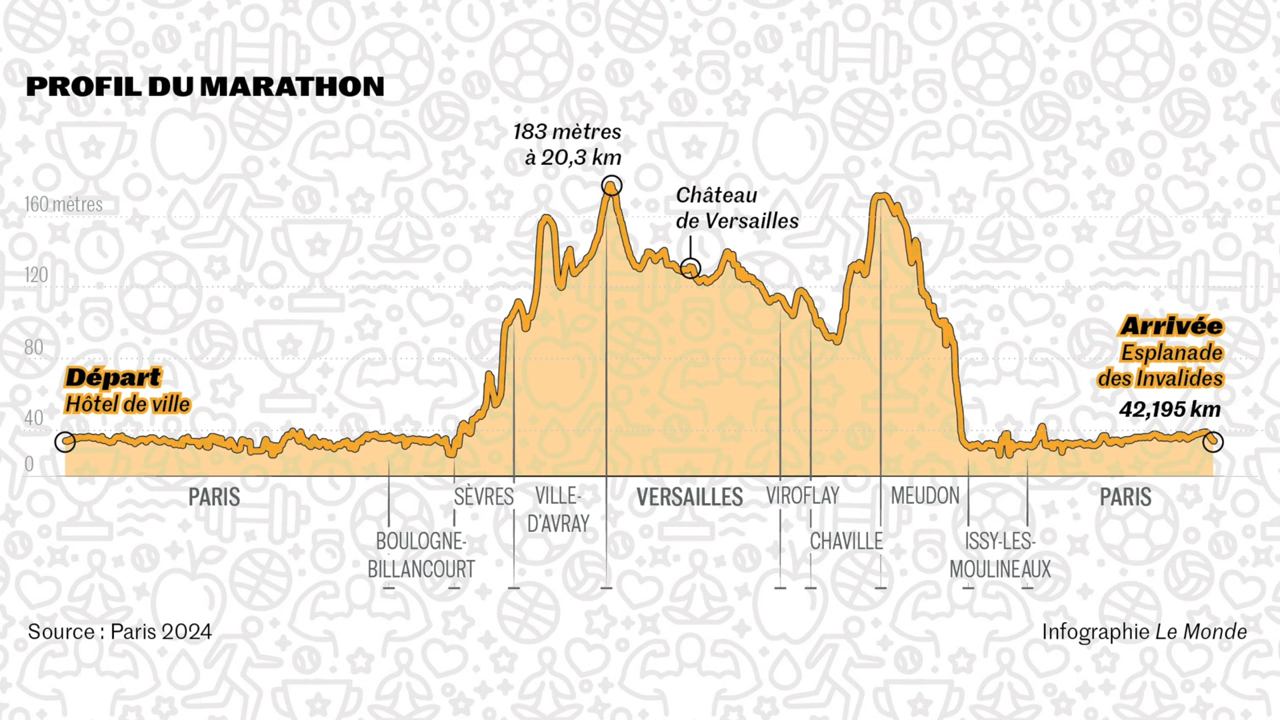 PROFIL DU MARATHON
183 mètres
à 20,3 km
Château
de Versailles
160 mètres
120
80
40
0
Départ
Hôtel de ville
Arrivée
Esplanade
des Invalides
42,195 km
PARIS
BOULOGNE-
BILLANCOURT
SÈVRES
VILLE-
D’AVRAY
VERSAILLES
VIROFLAY
CHAVILLE
MEUDON
ISSY-LES-
MOULINEAUX
PARIS
Source : Paris 2024
Infographie Le Monde